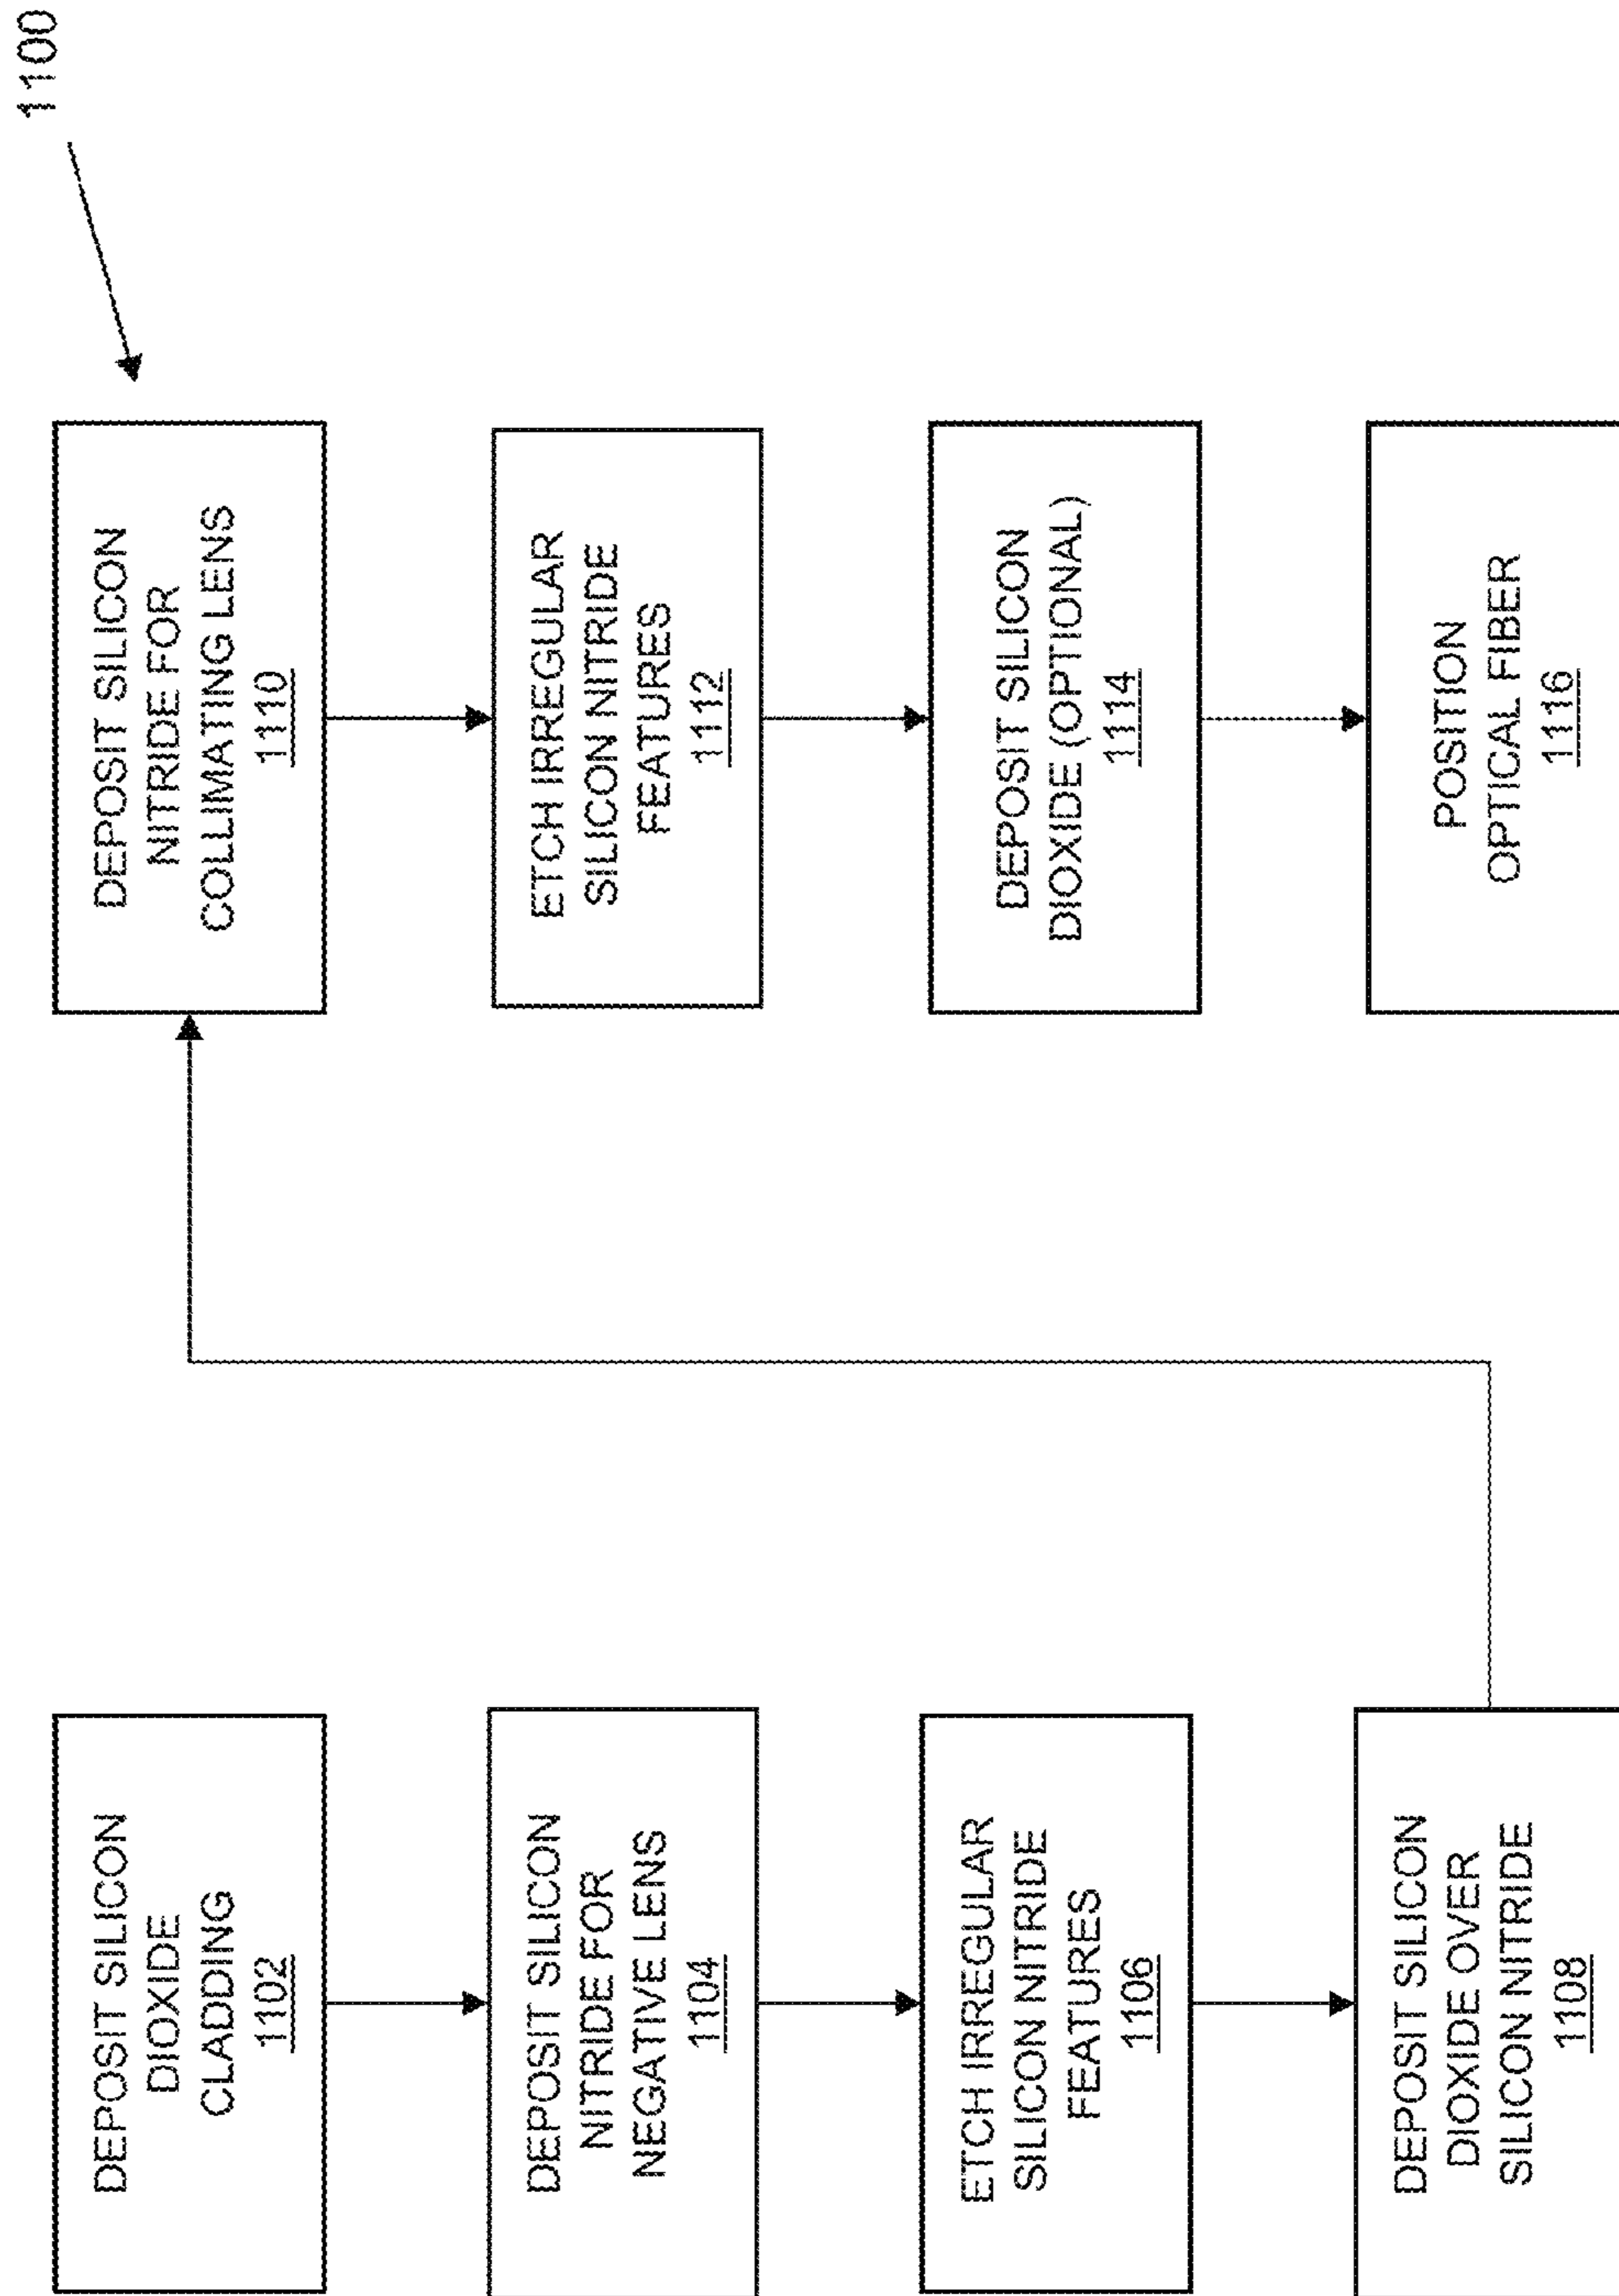 1100
DEPOSIT SILICON
DIOXIDE
CLADDING
1102
DEPOSIT SILICON
NITRIDE FOR
NEGATIVE LENS
1104
ETCH IRREGULAR
SILICON NITRIDE
FEATURES
1106
DEPOSIT SILICON
DIOXIDE OVER
SILICON NITRIDE
1108
DEPOSIT SILICON
NITRIDE FOR
COLLIMATING LENS
1110
ETCH IRREGULAR
SILICON NITRIDE
FEATURES
1112
DEPOSIT SILICON
DIOXIDE (OPTIONAL)
1114
POSITION
OPTICAL FIBER
1116